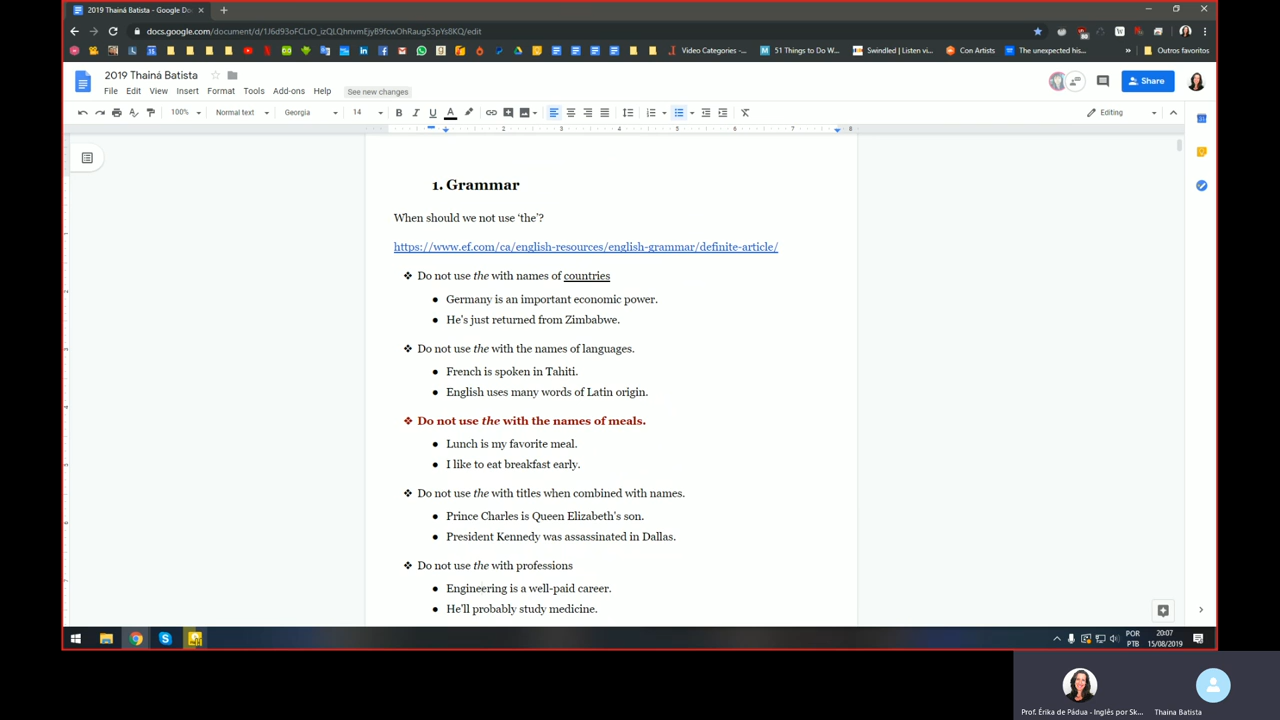 2019 Thainá Batista - Google Do
docs.google.com/document/d/1J6d93oFCLrO_izQLQhnvmEjyB9fcwOhRaug53pYs8KQ/edit
Video Categories -...
51 Things to Do W...
Swindled | Listen vi...
Con Artists
The unexpected his...
»
Outros favoritos
2019 Thainá Batista
File Edit View Insert Format Tools Add-ons Help See new changes
Share
100% Normal text Georgia 14 Editing
1. Grammar
When should we not use ‘the’?
https://www.ef.com/ca/english-resources/english-grammar/definite-article/
❖ Do not use the with names of countries
● Germany is an important economic power.
● He's just returned from Zimbabwe.
❖ Do not use the with the names of languages.
● French is spoken in Tahiti.
● English uses many words of Latin origin.
❖ Do not use the with the names of meals.
● Lunch is my favorite meal.
● I like to eat breakfast early.
❖ Do not use the with titles when combined with names.
● Prince Charles is Queen Elizabeth's son.
● President Kennedy was assassinated in Dallas.
❖ Do not use the with professions
● Engineering is a well-paid career.
● He'll probably study medicine.
POR
PTB
20:07
15/08/2019
Prof. Érika de Pádua - Inglês por Sk...
Thaina Batista